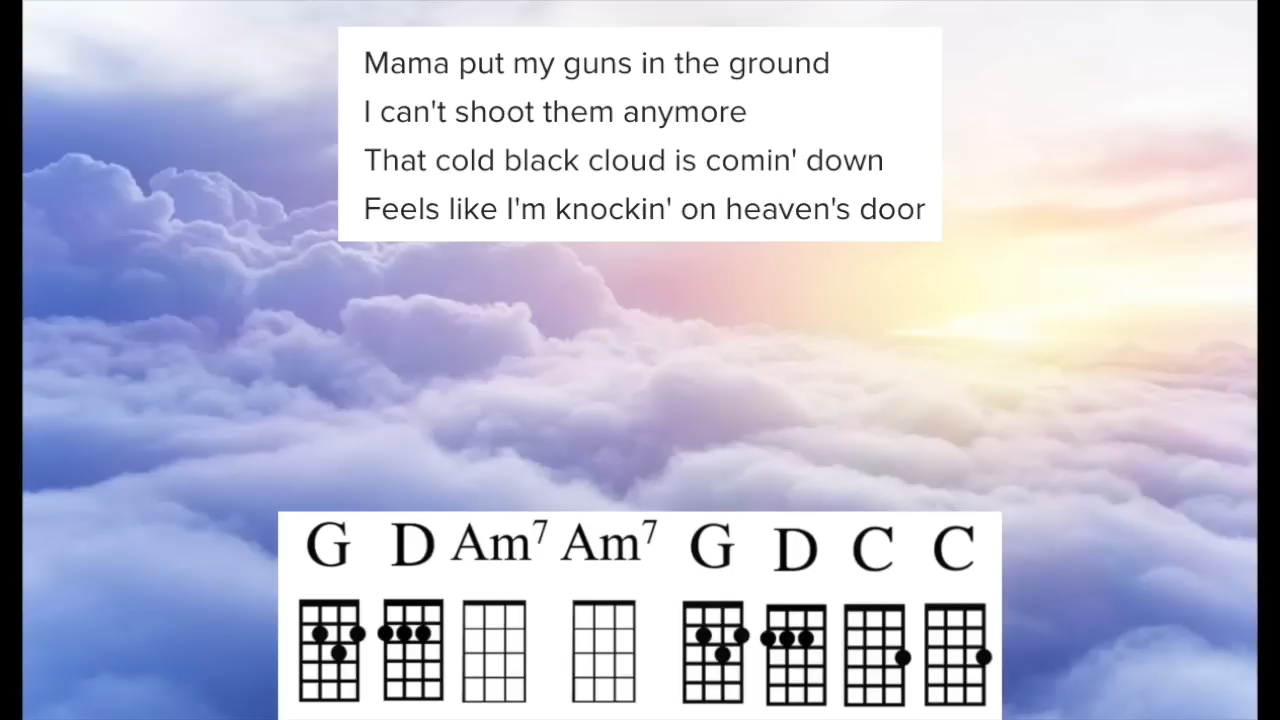 Mama put my guns in the ground
I can't shoot them anymore
That cold black cloud is comin' down
Feels like I'm knockin' on heaven's door
G D Am7 Am7 G D C C